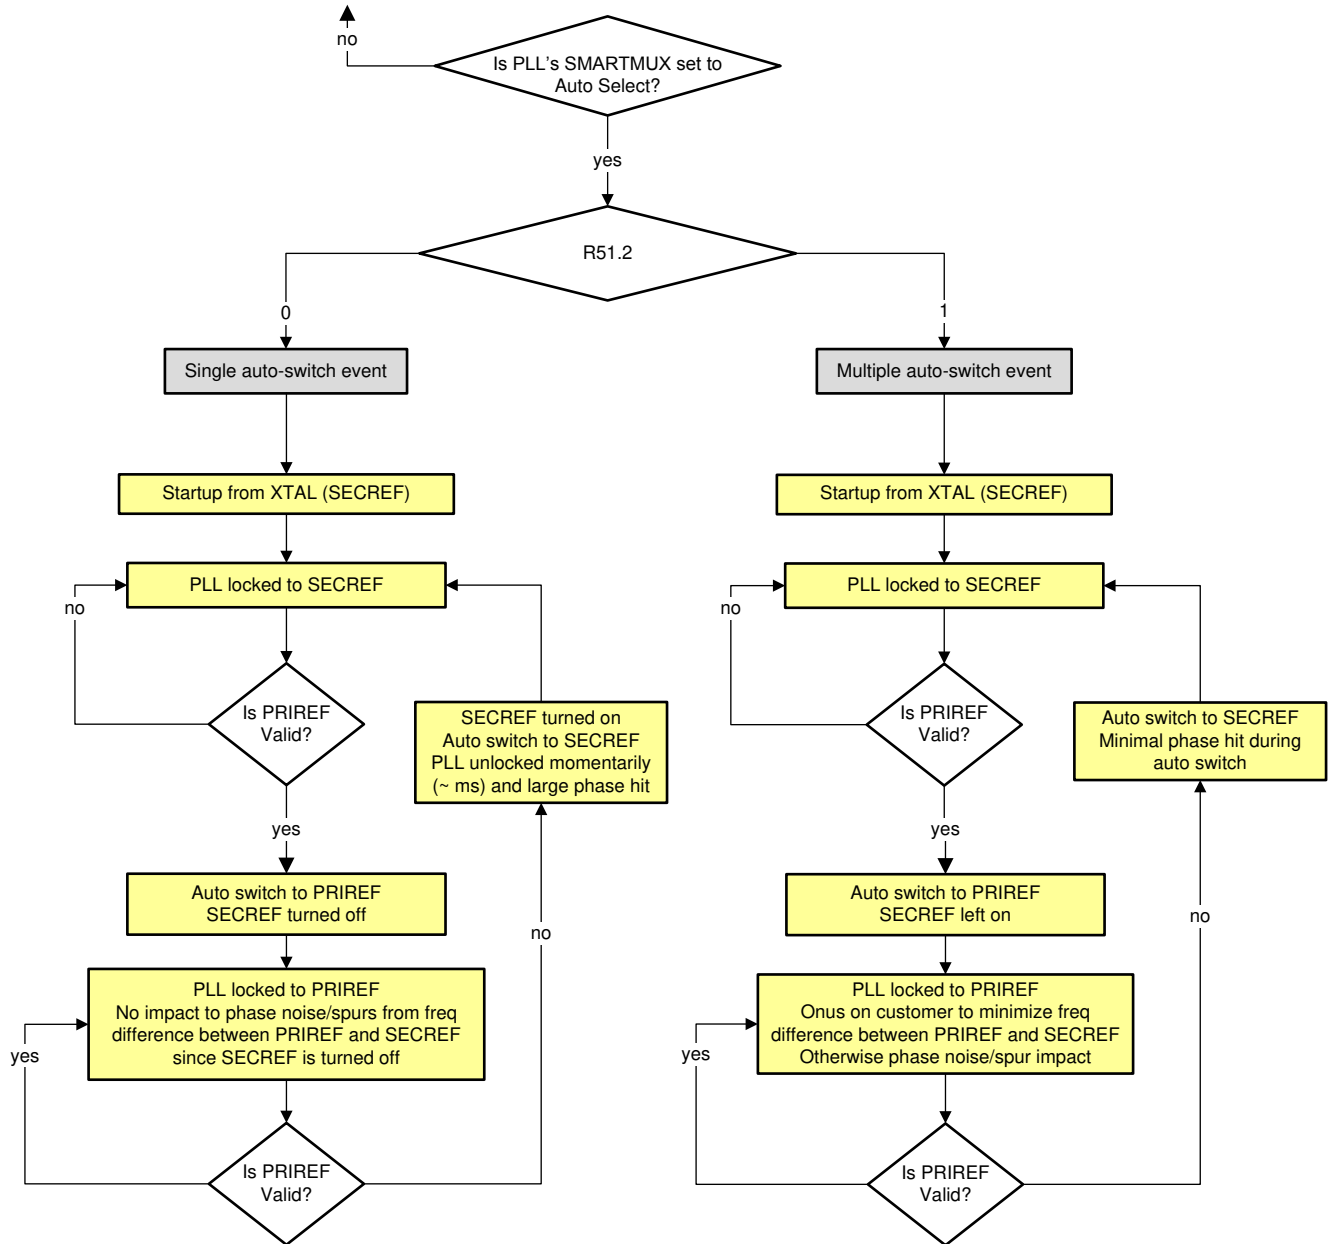 no
Is PLL's SMARTMUX set to
Auto Select?
yes
R51.2
0
1
Single auto-switch event
Multiple auto-switch event
Startup from XTAL (SECREF)
Startup from XTAL (SECREF)
PLL locked to SECREF
PLL locked to SECREF
no
no
Is PRIREF
Valid?
SECREF turned on
Auto switch to SECREF
PLL unlocked momentarily
(~ ms) and large phase hit
Is PRIREF
Valid?
Auto switch to SECREF
Minimal phase hit during
auto switch
yes
yes
Auto switch to PRIREF
SECREF turned off
no
Auto switch to PRIREF
SECREF left on
no
PLL locked to PRIREF
No impact to phase noise/spurs from freq
difference between PRIREF and SECREF
since SECREF is turned off
PLL locked to PRIREF
Onus on customer to minimize freq
difference between PRIREF and SECREF
Otherwise phase noise/spur impact
yes
yes
Is PRIREF
Valid?
Is PRIREF
Valid?